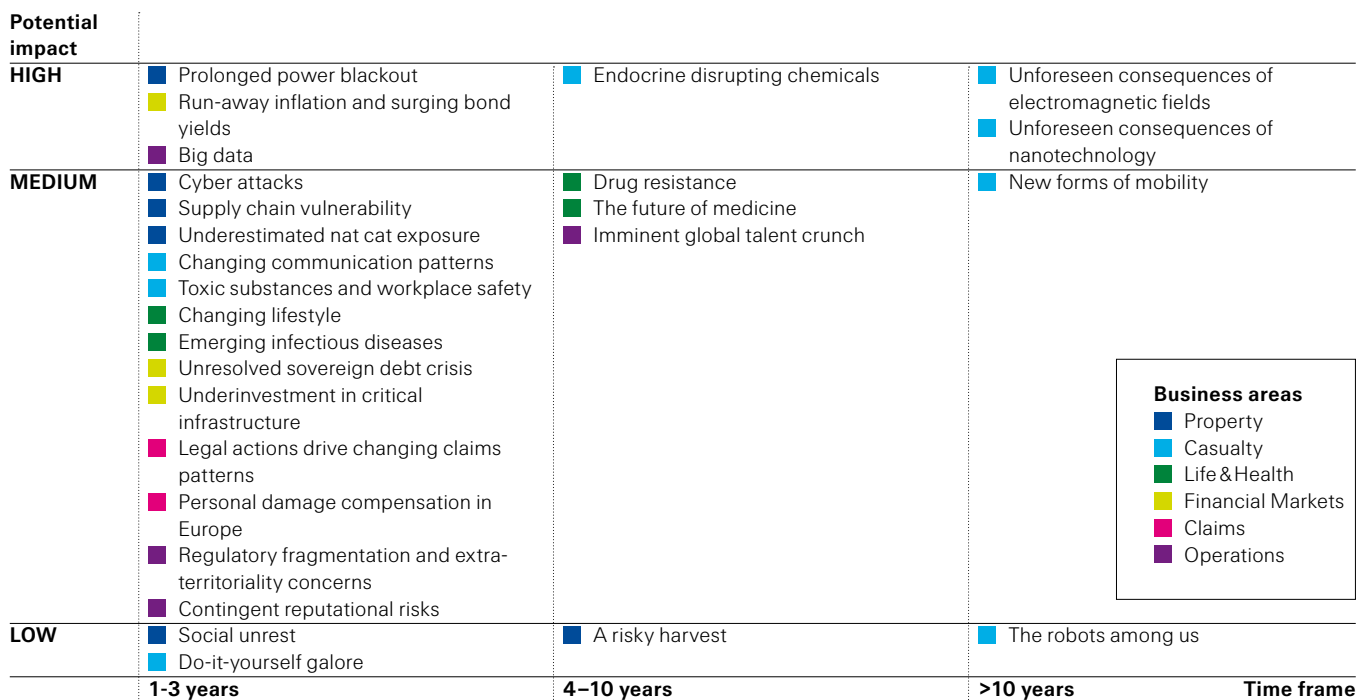 Potential
impact
HIGH
Prolonged power blackout
Run-away inflation and surging bond
yields
Big data
Endocrine disrupting chemicals
Unforeseen consequences of
electromagnetic fields
Unforeseen consequences of
nanotechnology
MEDIUM
Cyber attacks
Supply chain vulnerability
Underestimated nat cat exposure
Changing communication patterns
Toxic substances and workplace safety
Changing lifestyle
Emerging infectious diseases
Unresolved sovereign debt crisis
Underinvestment in critical
infrastructure
Legal actions drive changing claims
patterns
Personal damage compensation in
Europe
Regulatory fragmentation and extra-
territoriality concerns
Contingent reputational risks
Drug resistance
The future of medicine
Imminent global talent crunch
New forms of mobility
Business areas
Property
Casualty
Life & Health
Financial Markets
Claims
Operations
LOW
Social unrest
Do-it-yourself galore
A risky harvest
The robots among us
1-3 years
4–10 years
>10 years
Time frame